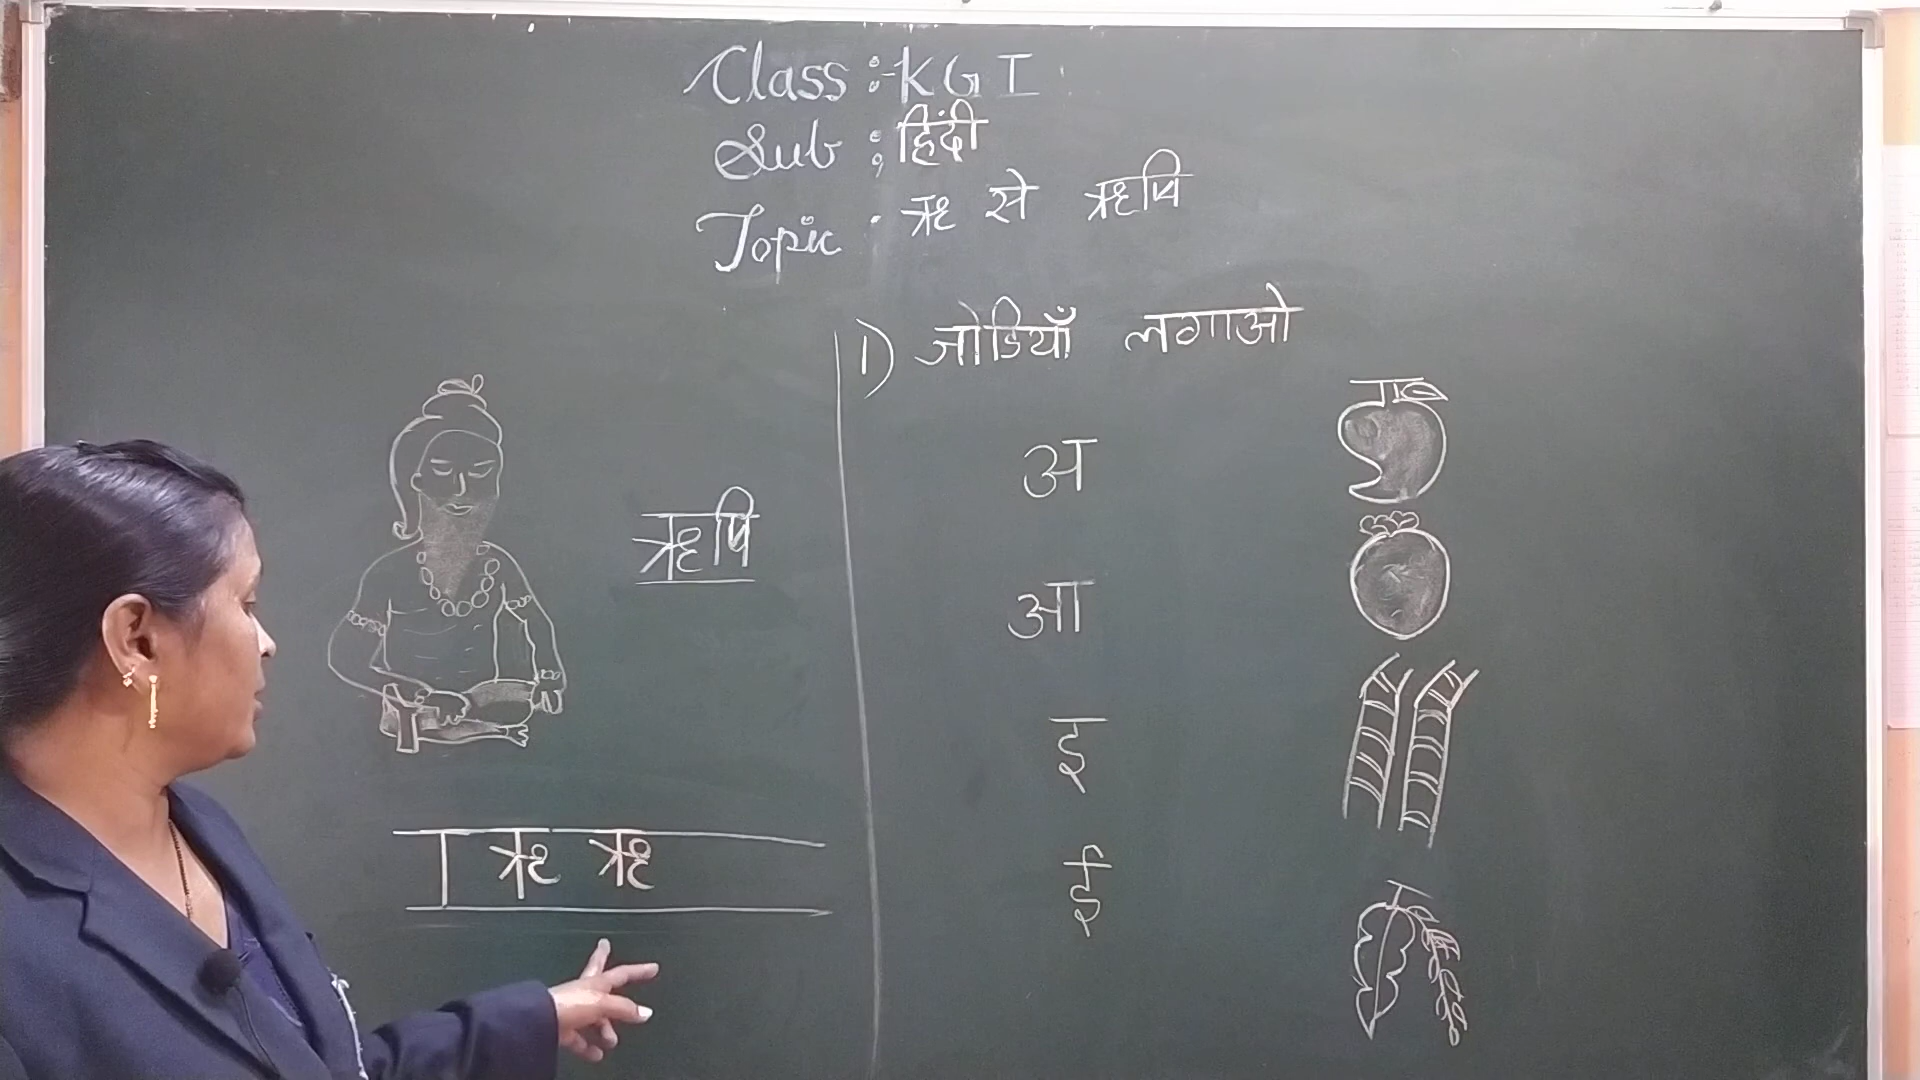 Class :- KG I
Sub : हिंदी
Topic : ऋ से ऋषि
ऋषि
ऋ ऋ
1) जोडियाँ लगाओ
अ
आ
इ
ई